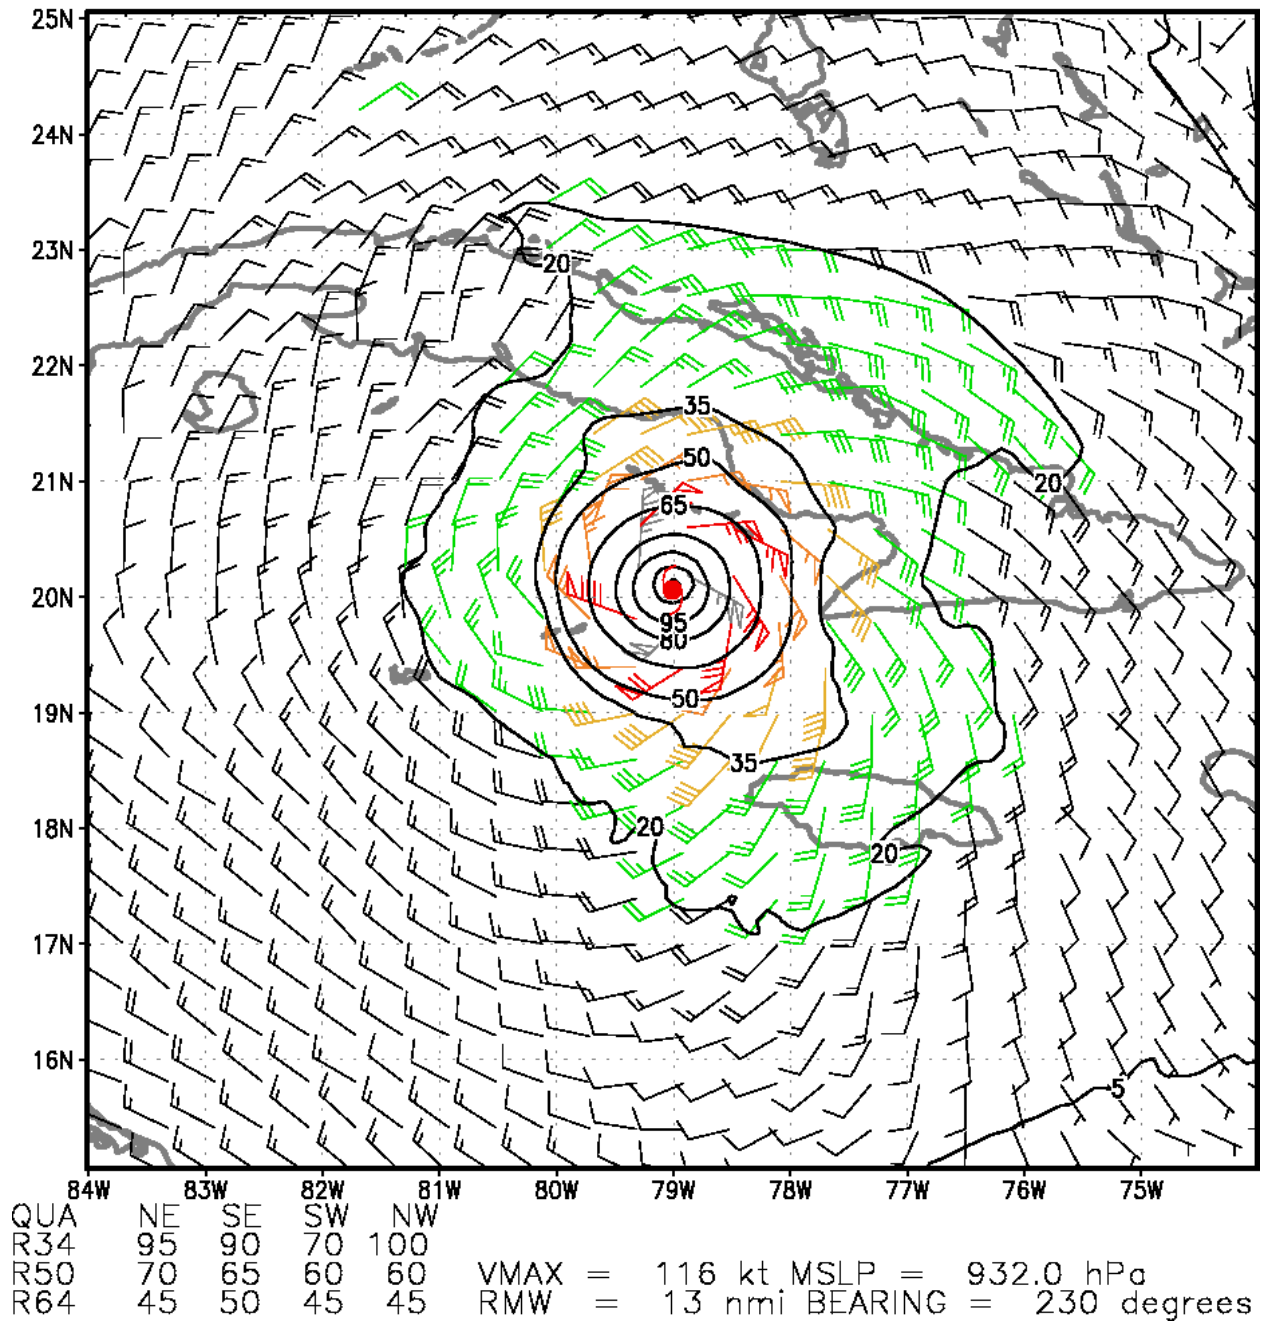 25N
24N
23N
20
22N
35
21N
50
20
65
20N
95
80
50
19N
35
20
18N
20
17N
16N
5
84W 83W 82W 81W 80W 79W 78W 77W 76W 75W
QUA NE SE SW NW
R34 95 90 70 100
R50 70 65 60 60 VMAX = 116 kt MSLP = 932.0 hPa
R64 45 50 45 45 RMW = 13 nmi BEARING = 230 degrees